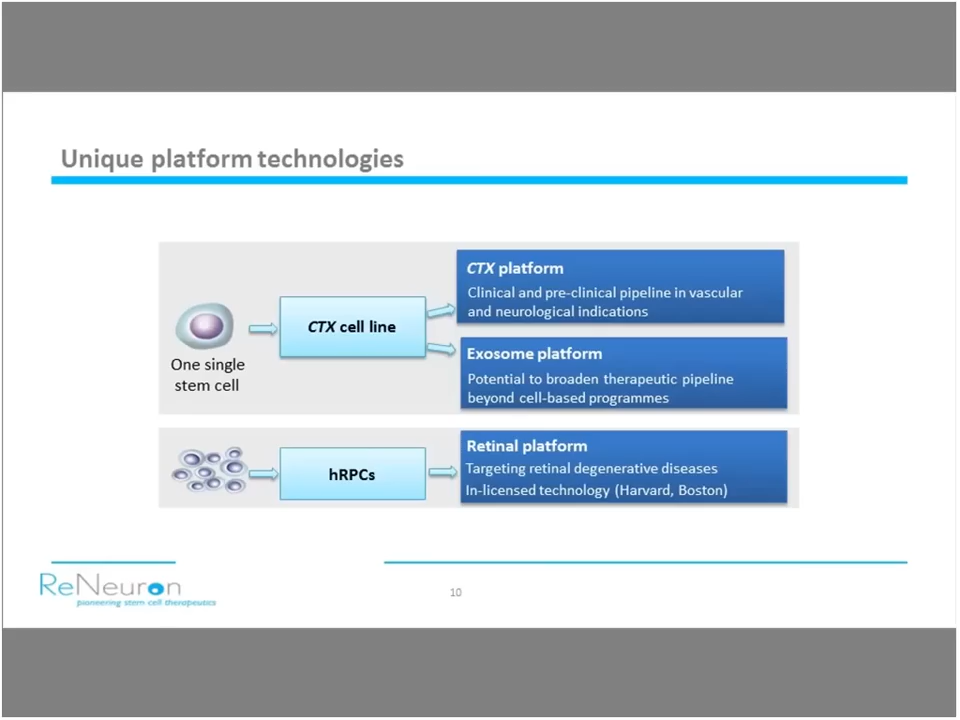 Unique platform technologies
One single
stem cell
CTX cell line
CTX platform
Clinical and pre-clinical pipeline in vascular
and neurological indications
Exosome platform
Potential to broaden therapeutic pipeline
beyond cell-based programmes
hRPCs
Retinal platform
Targeting retinal degenerative diseases
In-licensed technology (Harvard, Boston)
ReNeuron
pioneering stem cell therapeutics
10